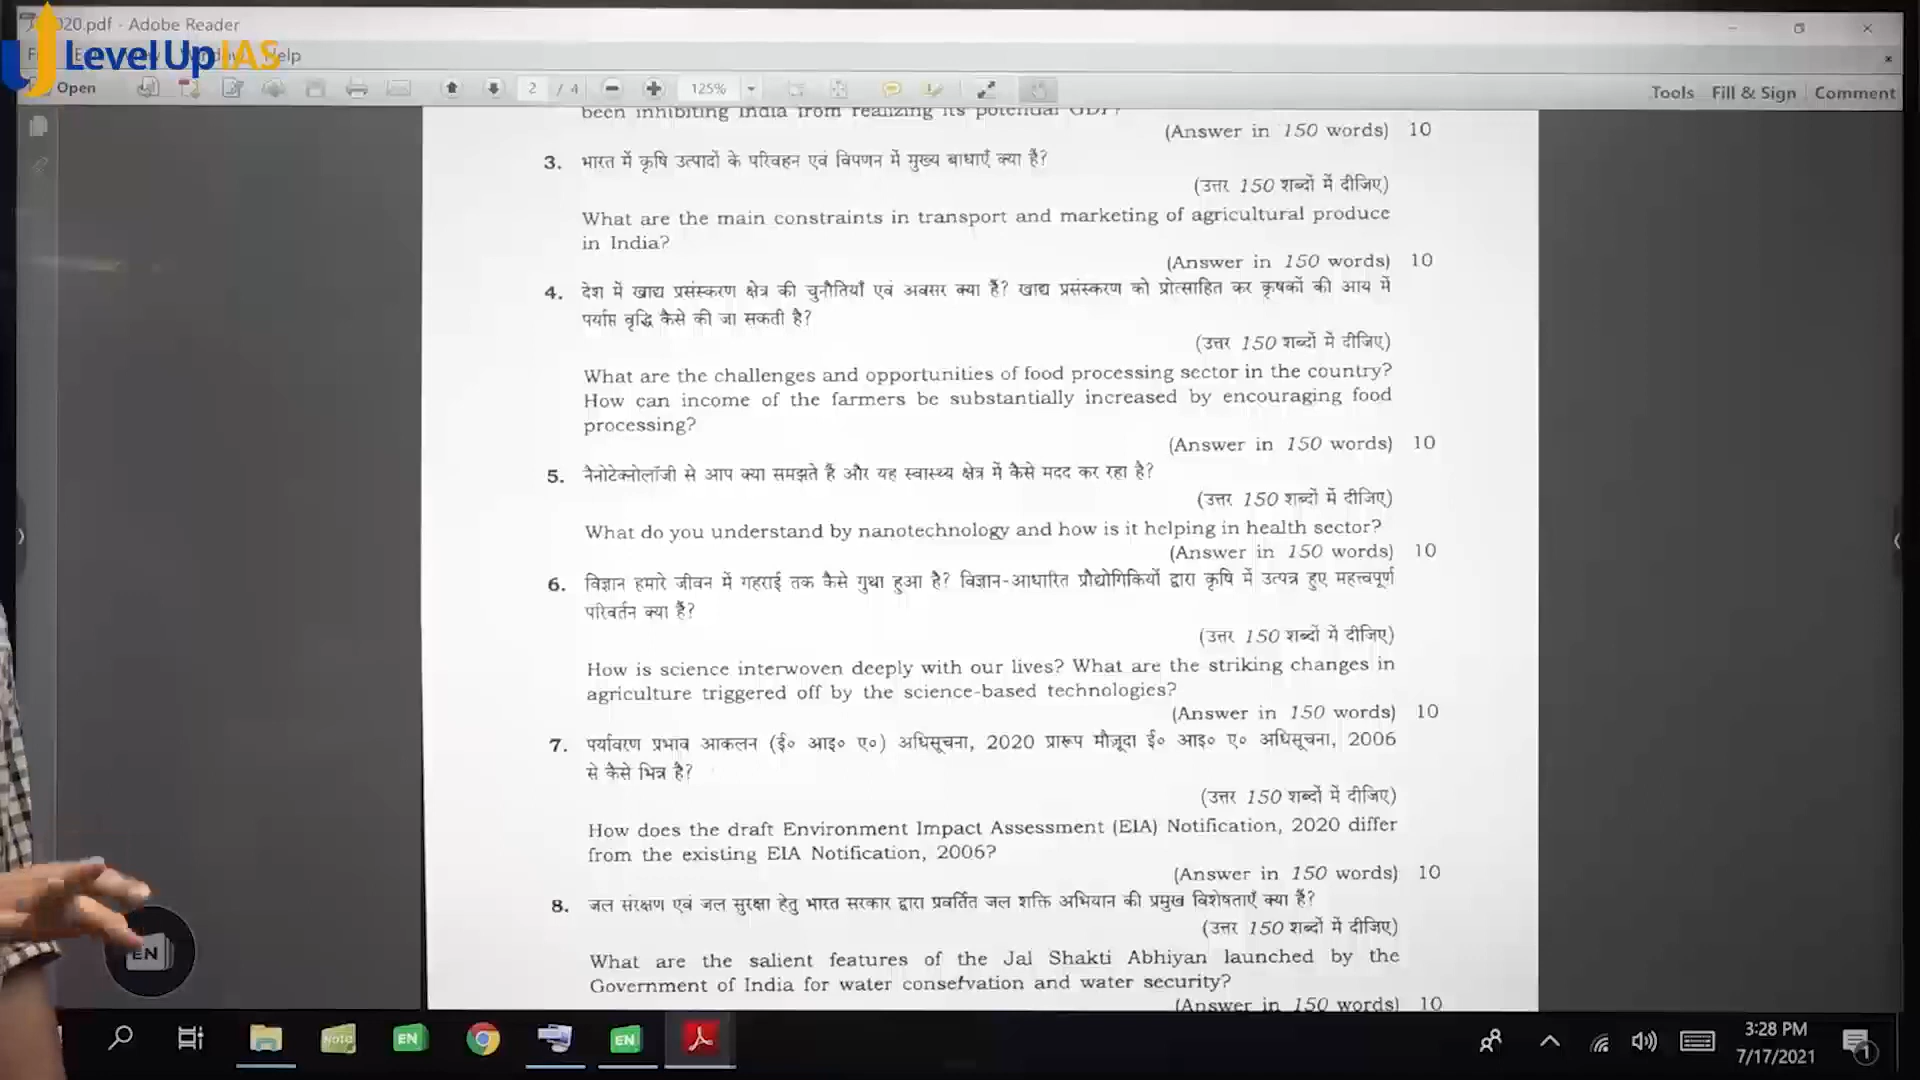 2020.pdf - Adobe Reader
LevelUp IAS
Help
Open
2 / 4
125%
Tools
Fill & Sign
Comment
been inhibiting India from realizing its potential GDP?
(Answer in 150 words) 10
3. भारत में कृषि उत्पादों के परिवहन एवं विपणन में मुख्य बाधाएँ क्या हैं?
(उत्तर 150 शब्दों में दीजिए)
What are the main constraints in transport and marketing of agricultural produce
in India?
(Answer in 150 words) 10
4. देश में खाद्य प्रसंस्करण क्षेत्र की चुनौतियाँ एवं अवसर क्या हैं? खाद्य प्रसंस्करण को प्रोत्साहित कर कृषकों की आय में
पर्याप्त वृद्धि कैसे की जा सकती है?
(उत्तर 150 शब्दों में दीजिए)
What are the challenges and opportunities of food processing sector in the country?
How can income of the farmers be substantially increased by encouraging food
processing?
(Answer in 150 words) 10
5. नैनोटेक्नोलॉजी से आप क्या समझते हैं और यह स्वास्थ्य क्षेत्र में कैसे मदद कर रहा है?
(उत्तर 150 शब्दों में दीजिए)
What do you understand by nanotechnology and how is it helping in health sector?
(Answer in 150 words) 10
6. विज्ञान हमारे जीवन में गहराई तक कैसे गुथा हुआ है? विज्ञान-आधारित प्रौद्योगिकियों द्वारा कृषि में उत्पन्न हुए महत्त्वपूर्ण
परिवर्तन क्या हैं?
(उत्तर 150 शब्दों में दीजिए)
How is science interwoven deeply with our lives? What are the striking changes in
agriculture triggered off by the science-based technologies?
(Answer in 150 words) 10
7. पर्यावरण प्रभाव आकलन (ई० आइ० ए०) अधिसूचना, 2020 प्रारूप मौज़ूदा ई० आइ० ए० अधिसूचना, 2006
से कैसे भिन्न है?
(उत्तर 150 शब्दों में दीजिए)
How does the draft Environment Impact Assessment (EIA) Notification, 2020 differ
from the existing EIA Notification, 2006?
(Answer in 150 words) 10
8. जल संरक्षण एवं जल सुरक्षा हेतु भारत सरकार द्वारा प्रवर्तित जल शक्ति अभियान की प्रमुख विशेषताएँ क्या हैं?
(उत्तर 150 शब्दों में दीजिए)
What are the salient features of the Jal Shakti Abhiyan launched by the
Government of India for water conservation and water security?
(Answer in 150 words) 10
EN
Note
EN
EN
3:28 PM
7/17/2021
1